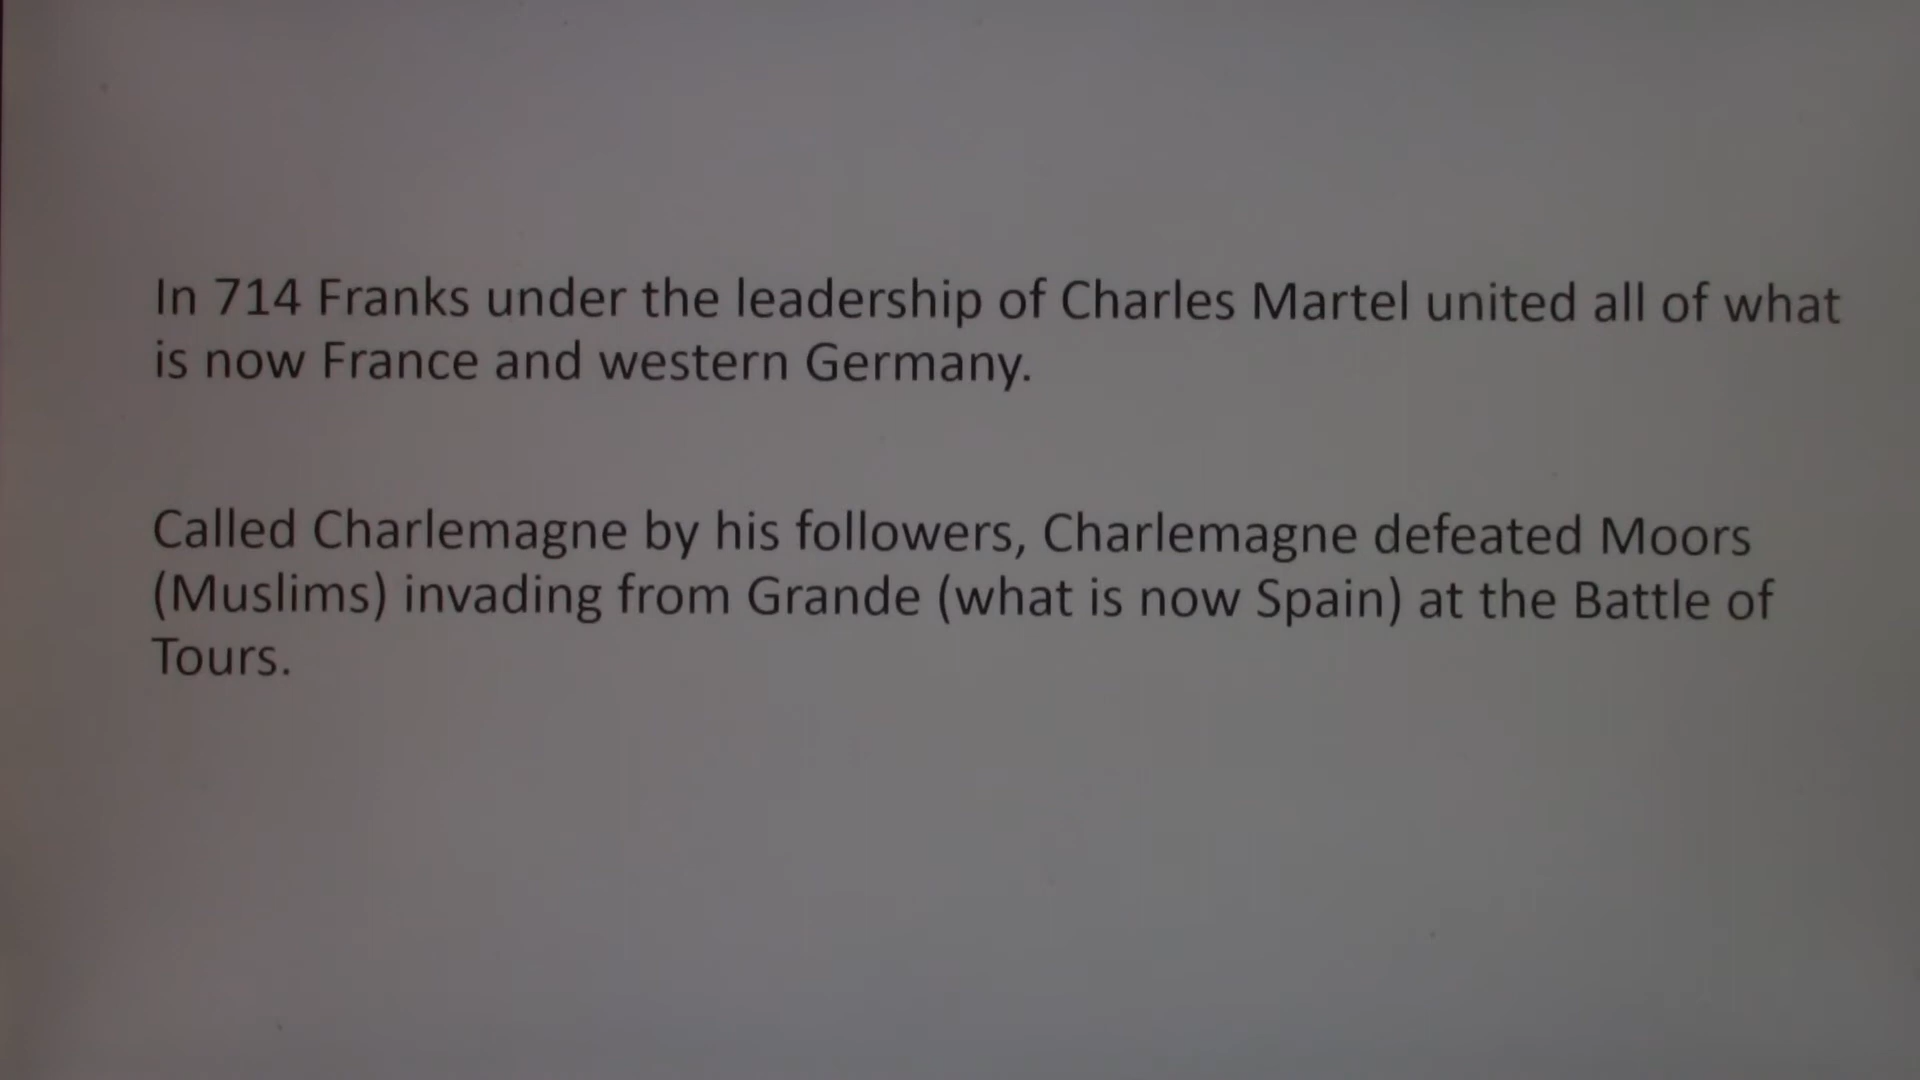 In 714 Franks under the leadership of Charles Martel united all of what
is now France and western Germany.
Called Charlemagne by his followers, Charlemagne defeated Moors
(Muslims) invading from Grande (what is now Spain) at the Battle of
Tours.